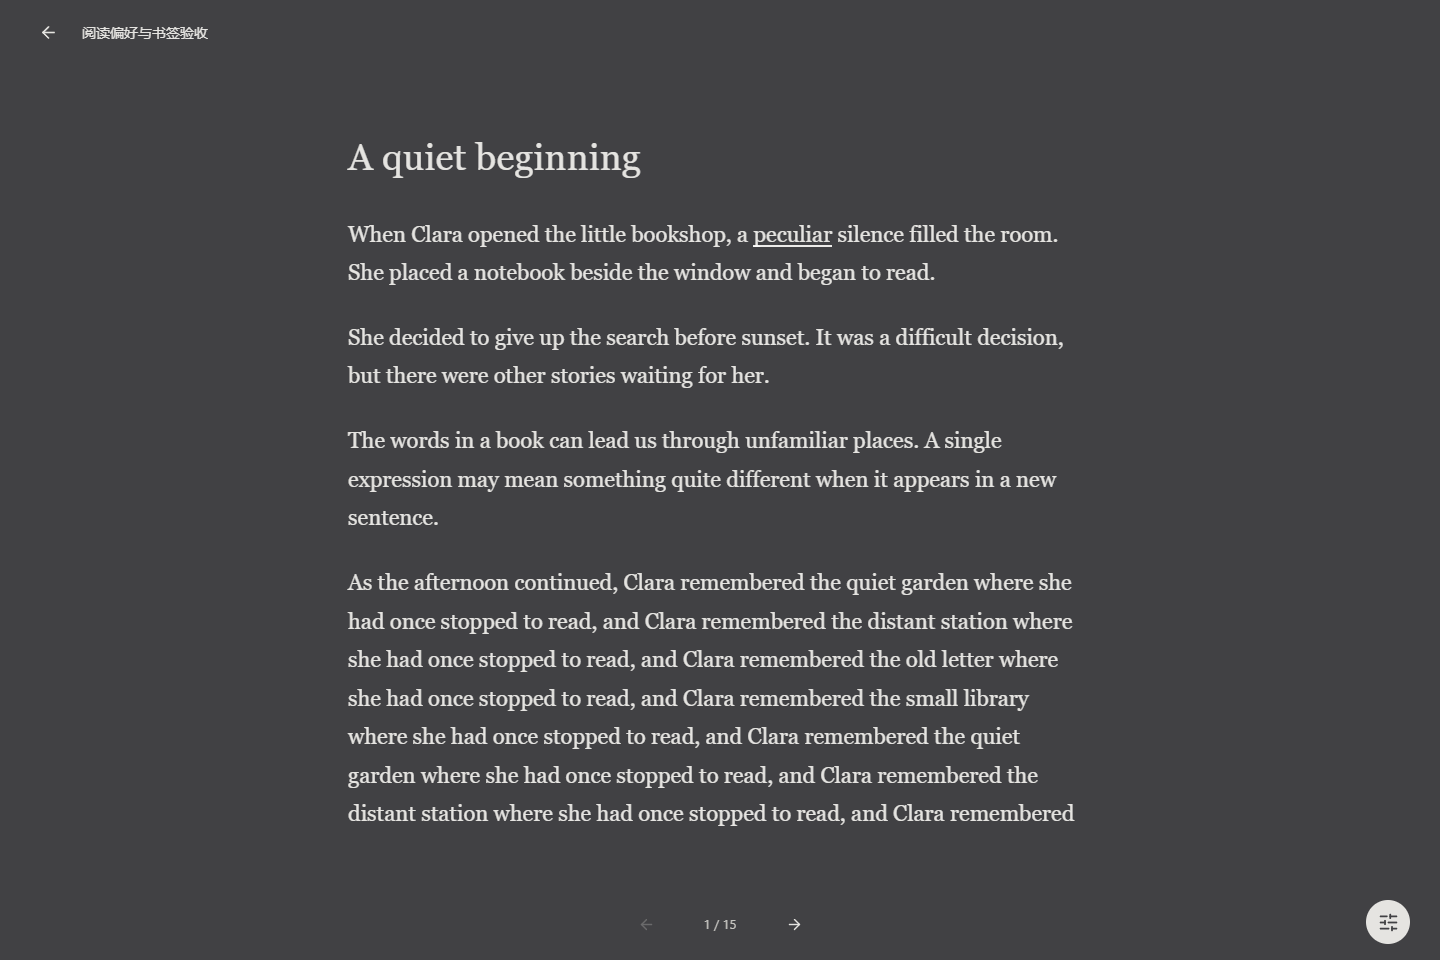 阅读偏好与书签验收
A quiet beginning
When Clara opened the little bookshop, a peculiar silence filled the room.
She placed a notebook beside the window and began to read.
She decided to give up the search before sunset. It was a difficult decision,
but there were other stories waiting for her.
The words in a book can lead us through unfamiliar places. A single
expression may mean something quite different when it appears in a new
sentence.
As the afternoon continued, Clara remembered the quiet garden where she
had once stopped to read, and Clara remembered the distant station where
she had once stopped to read, and Clara remembered the old letter where
she had once stopped to read, and Clara remembered the small library
where she had once stopped to read, and Clara remembered the quiet
garden where she had once stopped to read, and Clara remembered the
distant station where she had once stopped to read, and Clara remembered
1 / 15